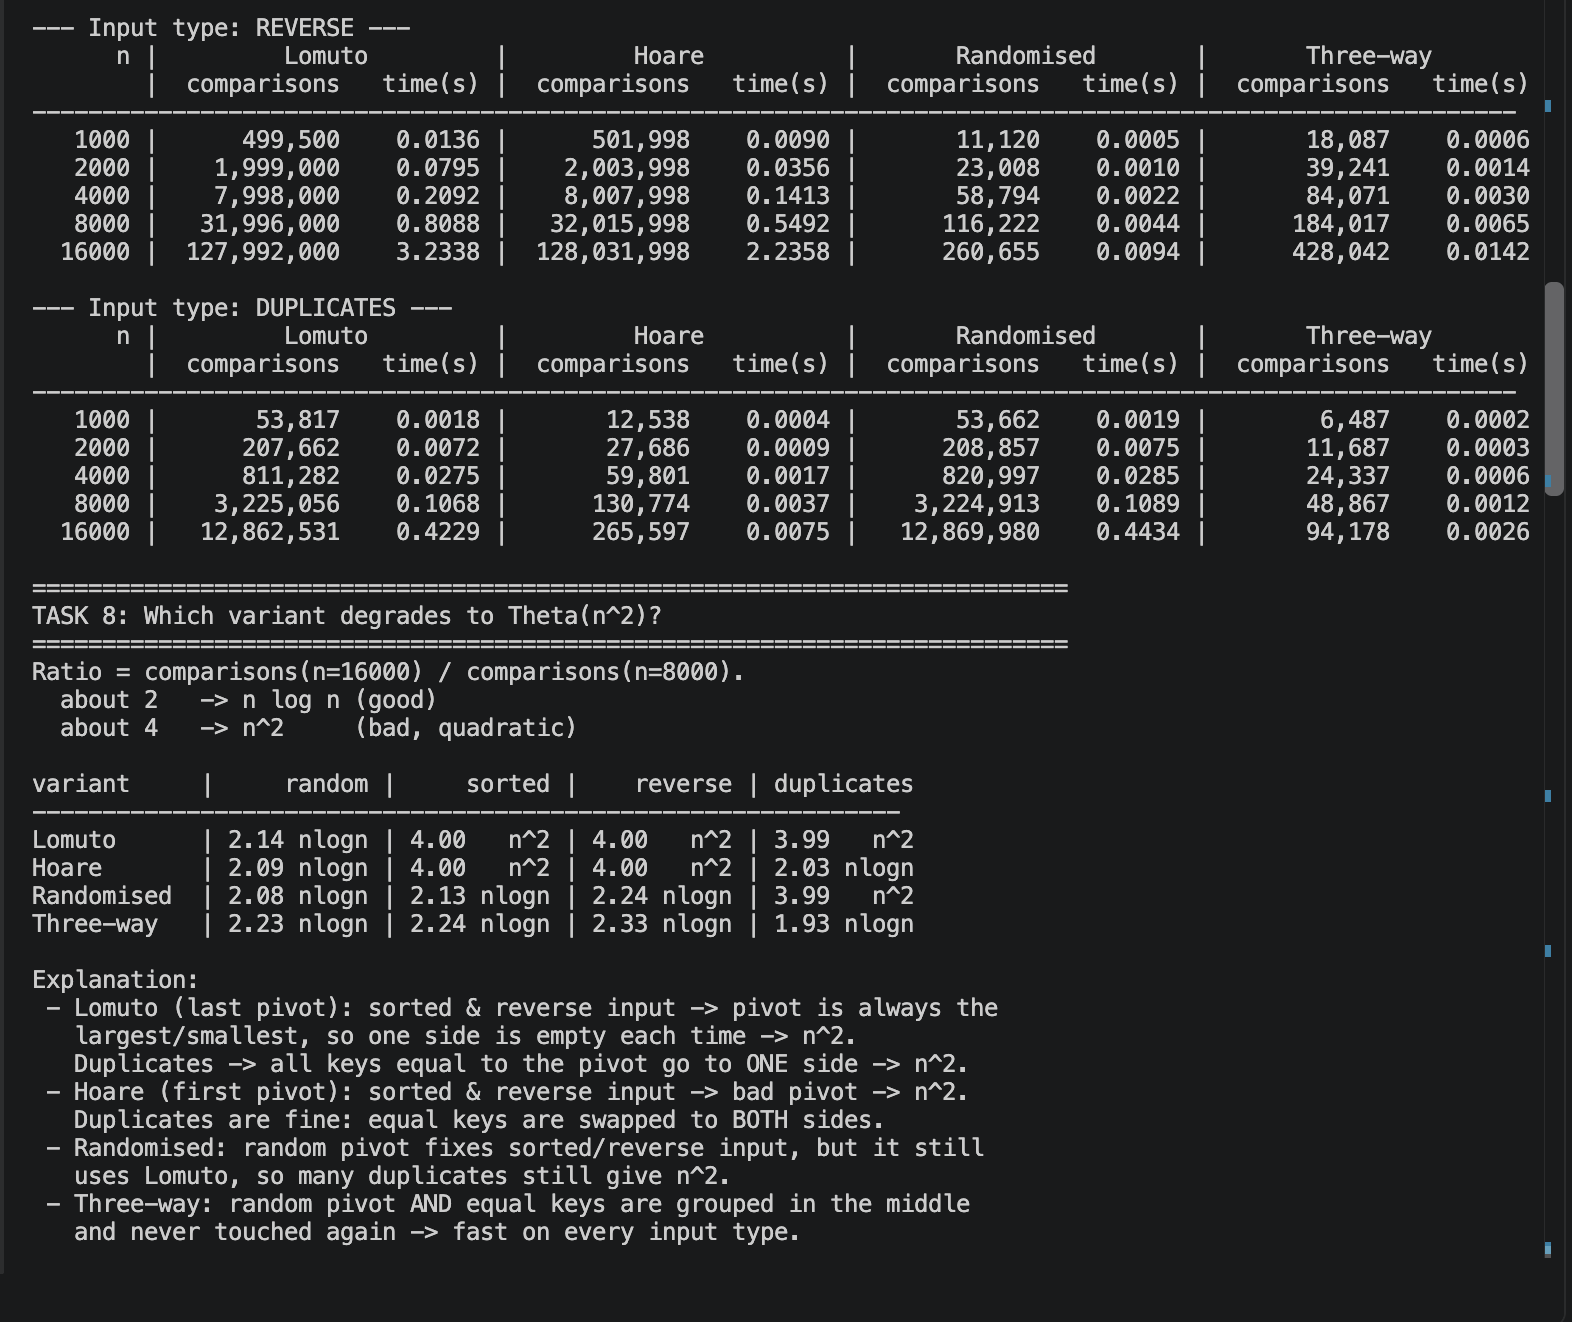 --- Input type: REVERSE ---
      n |         Lomuto         |         Hoare          |       Randomised       |       Three-way
        |  comparisons   time(s) |  comparisons   time(s) |  comparisons   time(s) |  comparisons   time(s)
----------------------------------------------------------------------------------------------------------
   1000 |      499,500    0.0136 |      501,998    0.0090 |       11,120    0.0005 |       18,087    0.0006
   2000 |    1,999,000    0.0795 |    2,003,998    0.0356 |       23,008    0.0010 |       39,241    0.0014
   4000 |    7,998,000    0.2092 |    8,007,998    0.1413 |       58,794    0.0022 |       84,071    0.0030
   8000 |   31,996,000    0.8088 |   32,015,998    0.5492 |      116,222    0.0044 |      184,017    0.0065
  16000 |  127,992,000    3.2338 |  128,031,998    2.2358 |      260,655    0.0094 |      428,042    0.0142
--- Input type: DUPLICATES ---
      n |         Lomuto         |         Hoare          |       Randomised       |       Three-way
        |  comparisons   time(s) |  comparisons   time(s) |  comparisons   time(s) |  comparisons   time(s)
----------------------------------------------------------------------------------------------------------
   1000 |       53,817    0.0018 |       12,538    0.0004 |       53,662    0.0019 |        6,487    0.0002
   2000 |      207,662    0.0072 |       27,686    0.0009 |      208,857    0.0075 |       11,687    0.0003
   4000 |      811,282    0.0275 |       59,801    0.0017 |      820,997    0.0285 |       24,337    0.0006
   8000 |    3,225,056    0.1068 |      130,774    0.0037 |    3,224,913    0.1089 |       48,867    0.0012
  16000 |   12,862,531    0.4229 |      265,597    0.0075 |   12,869,980    0.4434 |       94,178    0.0026
==========================================================================
TASK 8: Which variant degrades to Theta(n^2)?
==========================================================================
Ratio = comparisons(n=16000) / comparisons(n=8000).
  about 2   -> n log n (good)
  about 4   -> n^2     (bad, quadratic)
variant     |     random |     sorted |    reverse | duplicates
--------------------------------------------------------------
Lomuto      | 2.14 nlogn | 4.00   n^2 | 4.00   n^2 | 3.99   n^2
Hoare       | 2.09 nlogn | 4.00   n^2 | 4.00   n^2 | 2.03 nlogn
Randomised  | 2.08 nlogn | 2.13 nlogn | 2.24 nlogn | 3.99   n^2
Three-way   | 2.23 nlogn | 2.24 nlogn | 2.33 nlogn | 1.93 nlogn
Explanation:
 - Lomuto (last pivot): sorted & reverse input -> pivot is always the
   largest/smallest, so one side is empty each time -> n^2.
   Duplicates -> all keys equal to the pivot go to ONE side -> n^2.
 - Hoare (first pivot): sorted & reverse input -> bad pivot -> n^2.
   Duplicates are fine: equal keys are swapped to BOTH sides.
 - Randomised: random pivot fixes sorted/reverse input, but it still
   uses Lomuto, so many duplicates still give n^2.
 - Three-way: random pivot AND equal keys are grouped in the middle
   and never touched again -> fast on every input type.